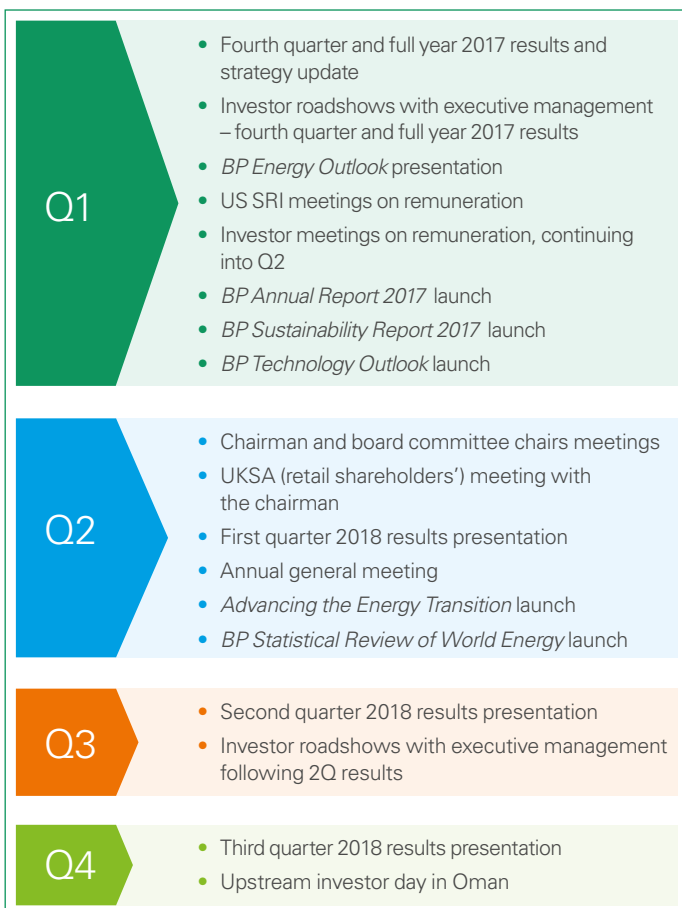 Q1
• Fourth quarter and full year 2017 results and
strategy update
• Investor roadshows with executive management
– fourth quarter and full year 2017 results
• BP Energy Outlook presentation
• US SRI meetings on remuneration
• Investor meetings on remuneration, continuing
into Q2
• BP Annual Report 2017 launch
• BP Sustainability Report 2017 launch
• BP Technology Outlook launch
Q2
• Chairman and board committee chairs meetings
• UKSA (retail shareholders’) meeting with
the chairman
• First quarter 2018 results presentation
• Annual general meeting
• Advancing the Energy Transition launch
• BP Statistical Review of World Energy launch
Q3
• Second quarter 2018 results presentation
• Investor roadshows with executive management
following 2Q results
Q4
• Third quarter 2018 results presentation
• Upstream investor day in Oman